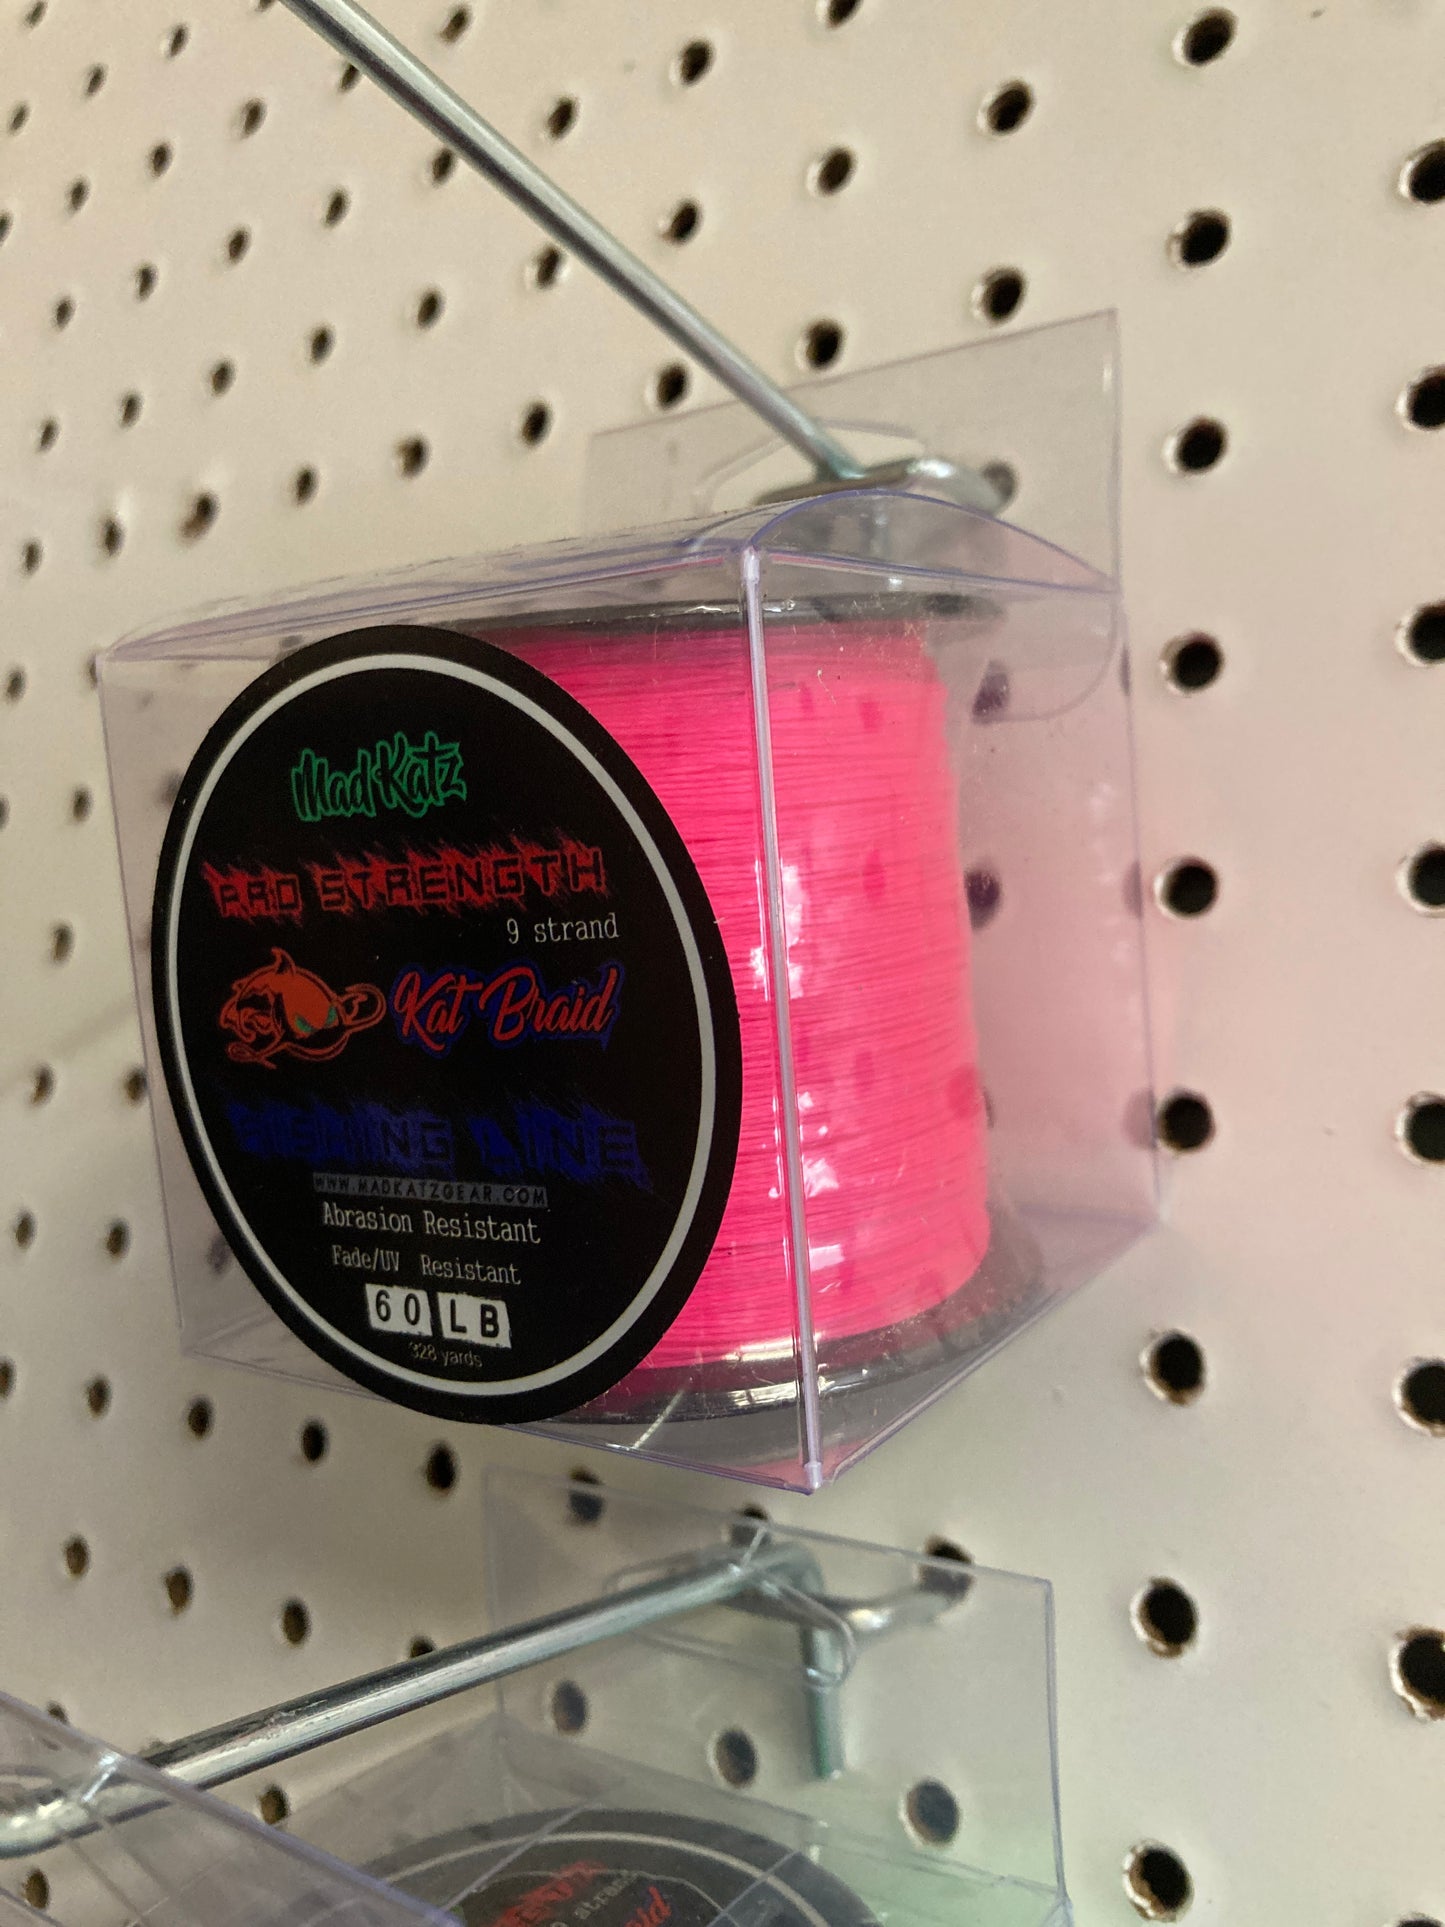 Mad Katz
PRO STRENGTH
9 strand
Kat Braid
FISHING LINE
WWW.MADKATZGEAR.COM
Abrasion Resistant
Fade/UV Resistant
60 LB
328 yards
strand